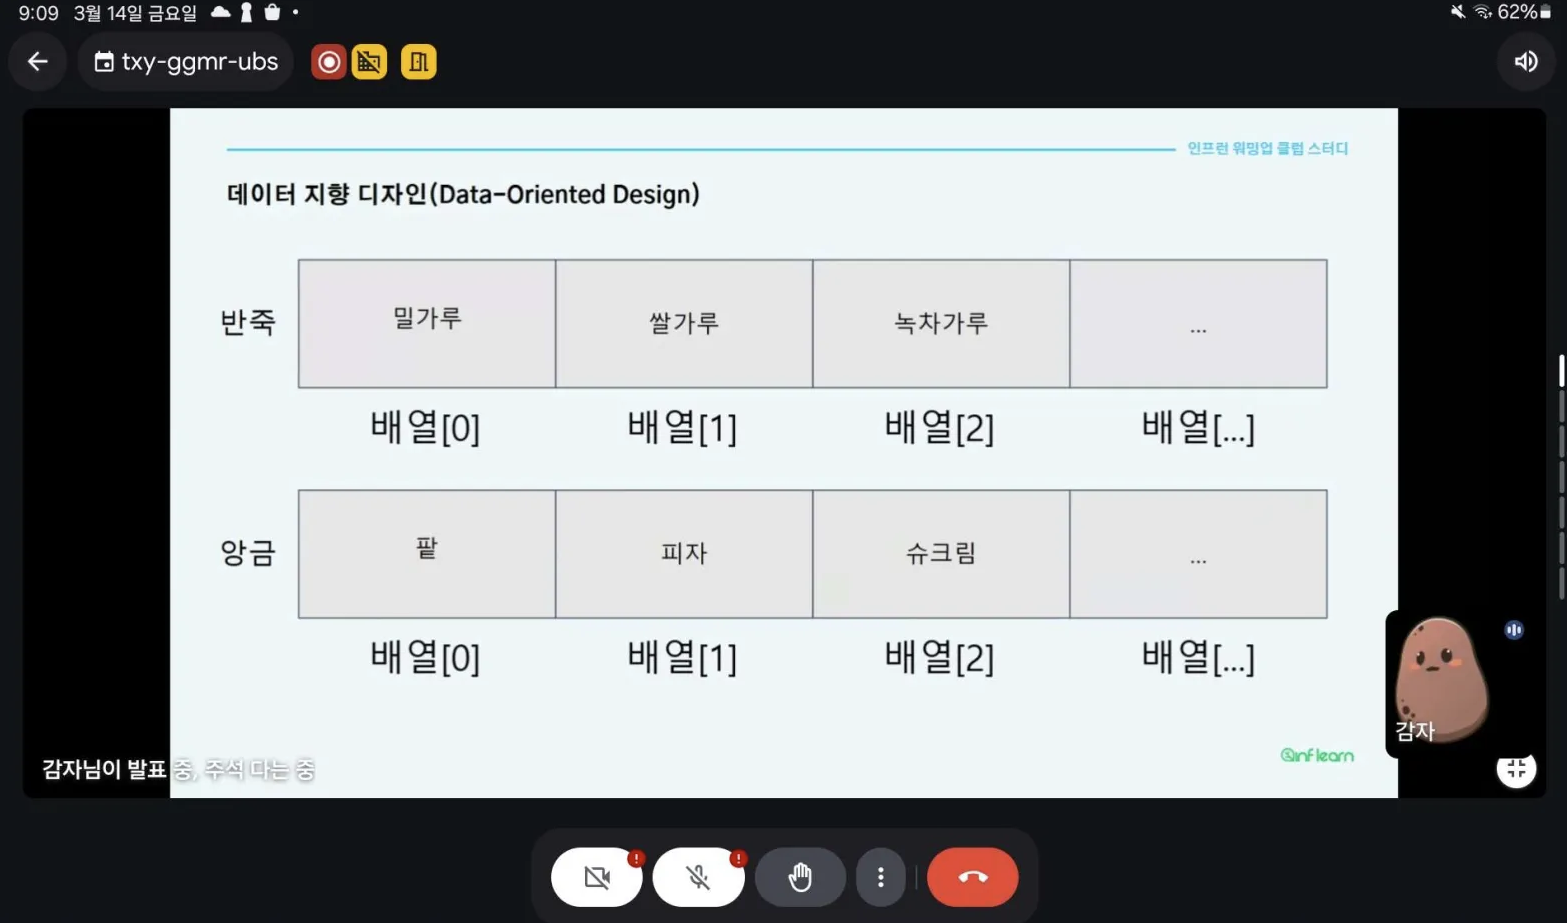 9:09 3월 14일 금요일
62%
txy-ggmr-ubs
인프런 워밍업 클럽 스터디
데이터 지향 디자인(Data-Oriented Design)
반죽
밀가루
쌀가루
녹차가루
...
배열[0]
배열[1]
배열[2]
배열[...]
앙금
팥
피자
슈크림
...
배열[0]
배열[1]
배열[2]
배열[...]
감자
inflearn
감자님이 발표 중, 주석 다는 중